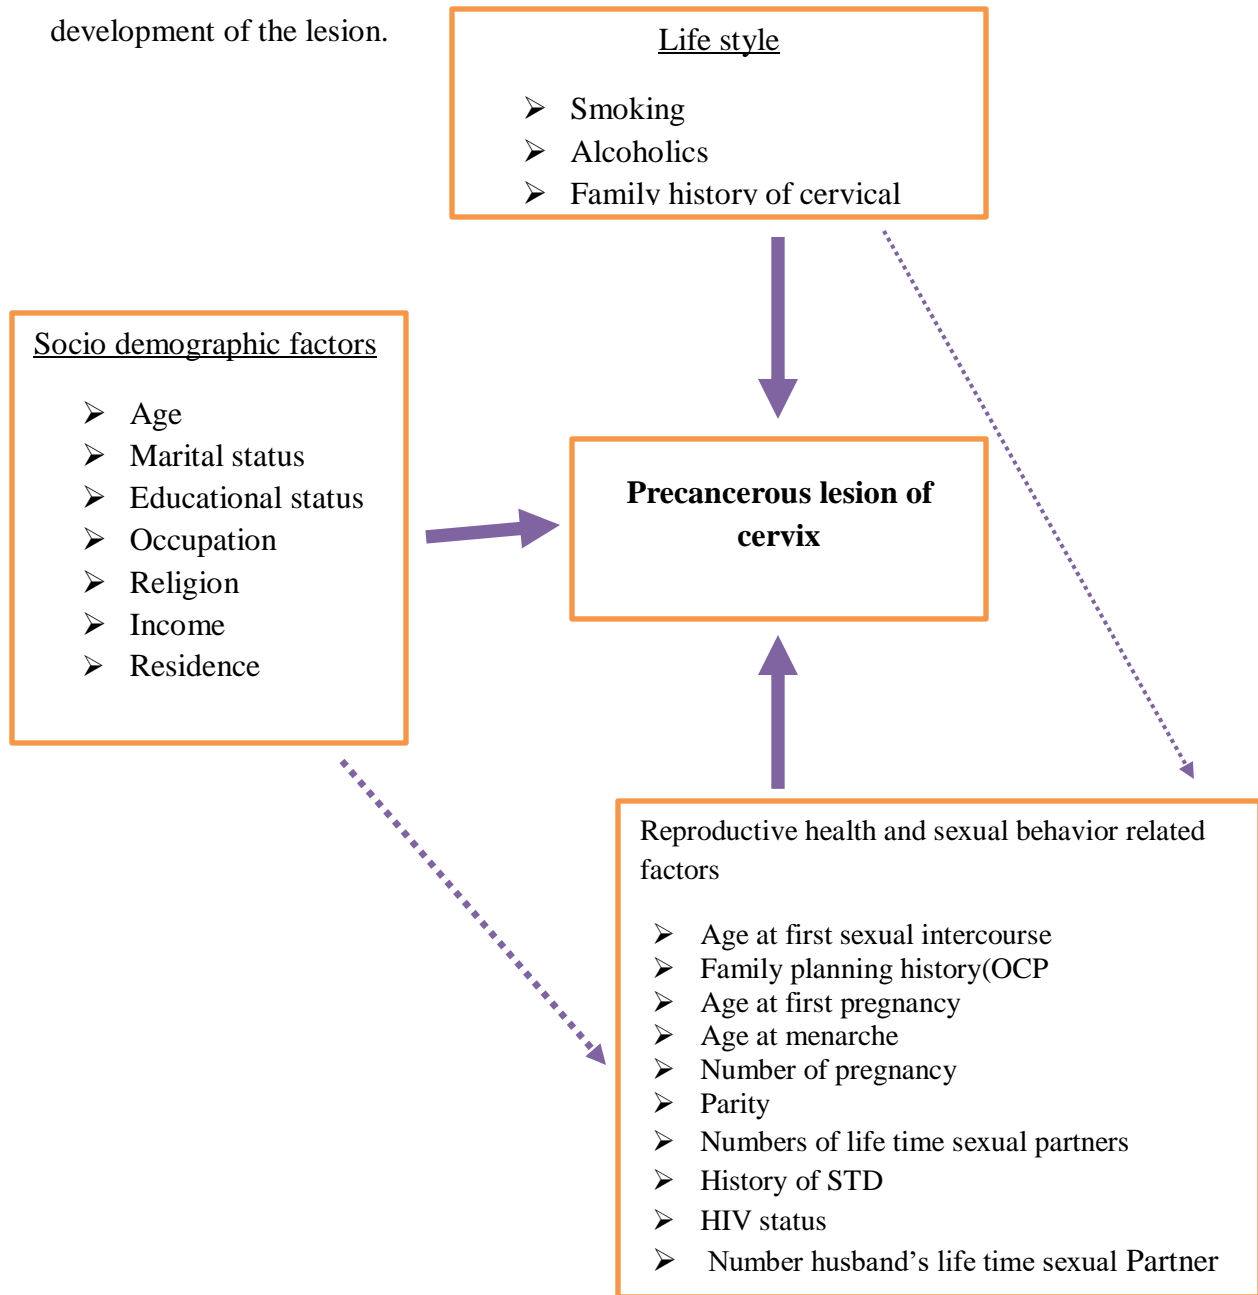 development of the lesion.
Life style
➢ Smoking
➢ Alcoholics
➢ Family history of cervical
Socio demographic factors
➢ Age
➢ Marital status
➢ Educational status
➢ Occupation
➢ Religion
➢ Income
➢ Residence
Precancerous lesion of
cervix
Reproductive health and sexual behavior related
factors
➢ Age at first sexual intercourse
➢ Family planning history(OCP
➢ Age at first pregnancy
➢ Age at menarche
➢ Number of pregnancy
➢ Parity
➢ Numbers of life time sexual partners
➢ History of STD
➢ HIV status
➢ Number husband’s life time sexual Partner